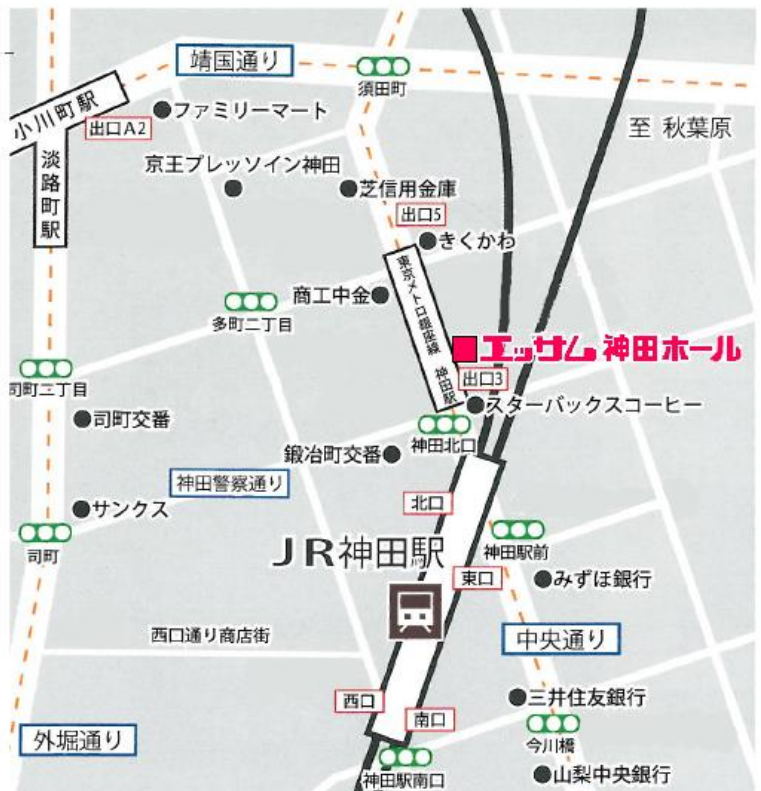 靖国通り
須田町
小川町駅
出口A2
ファミリーマート
至 秋葉原
淡路町駅
京王プレッソイン神田
芝信用金庫
出口5
きくかわ
東京メトロ銀座線 神田駅
商工中金
多町二丁目
エッサム神田ホール
出口3
司町二丁目
スターバックスコーヒー
司町交番
神田北口
鍛冶町交番
神田警察通り
北口
サンクス
司町
神田駅前
JR神田駅
東口
みずほ銀行
西口通り商店街
中央通り
西口
三井住友銀行
南口
外堀通り
今川橋
神田駅南口
山梨中央銀行